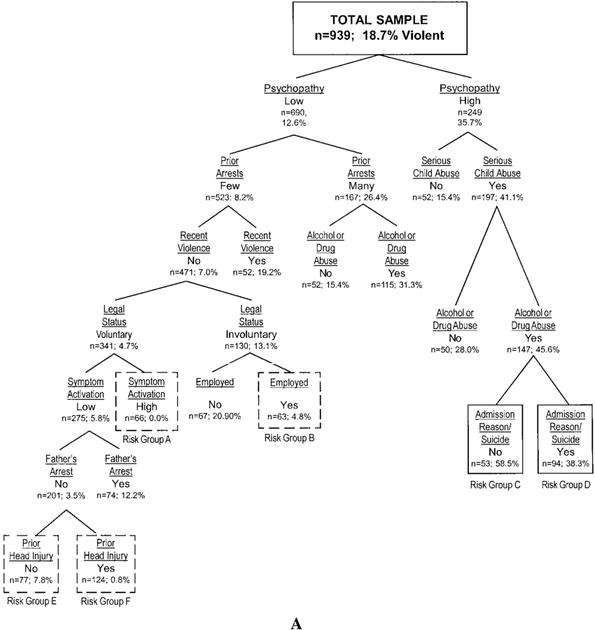 TOTAL SAMPLE
n=939; 18.7% Violent
Psychopathy
Low
n=690,
12.6%
Psychopathy
High
n=249
35.7%
Prior
Arrests
Few
n=523: 8.2%
Prior
Arrests
Many
n=167; 26.4%
Serious
Child Abuse
No
n=52; 15.4%
Serious
Child Abuse
Yes
n=197; 41.1%
Recent
Violence
No
n=471; 7.0%
Recent
Violence
Yes
n=52; 19.2%
Alcohol or
Drug
Abuse
No
n=52; 15.4%
Alcohol or
Drug
Abuse
Yes
n=115; 31.3%
Legal
Status
Voluntary
n=341; 4.7%
Legal
Status
Involuntary
n=130; 13.1%
Alcohol or
Drug Abuse
No
n=50; 28.0%
Alcohol or
Drug Abuse
Yes
n=147; 45.6%
Symptom
Activation
Low
n=275; 5.8%
Symptom
Activation
High
n=66; 0.0%
Risk Group A
Employed
No
n=67; 20.90%
Employed
Yes
n=63; 4.8%
Risk Group B
Admission
Reason/
Suicide
No
n=53; 58.5%
Risk Group C
Admission
Reason/
Suicide
Yes
n=94; 38.3%
Risk Group D
Father's
Arrest
No
n=201; 3.5%
Father's
Arrest
Yes
n=74; 12.2%
Prior
Head Injury
No
n=77; 7.8%
Risk Group E
Prior
Head Injury
Yes
n=124; 0.8%
Risk Group F
A